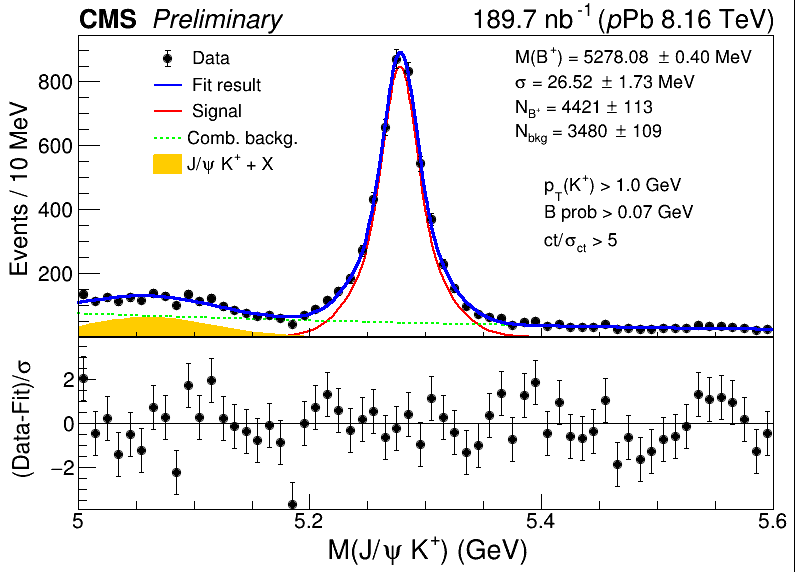 CMS Preliminary 189.7 nb⁻¹ (pPb 8.16 TeV)
Data
Fit result
Signal
Comb. backg.
J/ψ K⁺ + X
M(B⁺) = 5278.08 ± 0.40 MeV
σ = 26.52 ± 1.73 MeV
N_B⁺ = 4421 ± 113
N_bkg = 3480 ± 109
p_T(K⁺) > 1.0 GeV
B prob > 0.07 GeV
ct/σ_ct > 5
Events / 10 MeV
800
600
400
200
(Data-Fit)/σ
2
0
−2
5 5.2 5.4 5.6
M(J/ψ K⁺) (GeV)